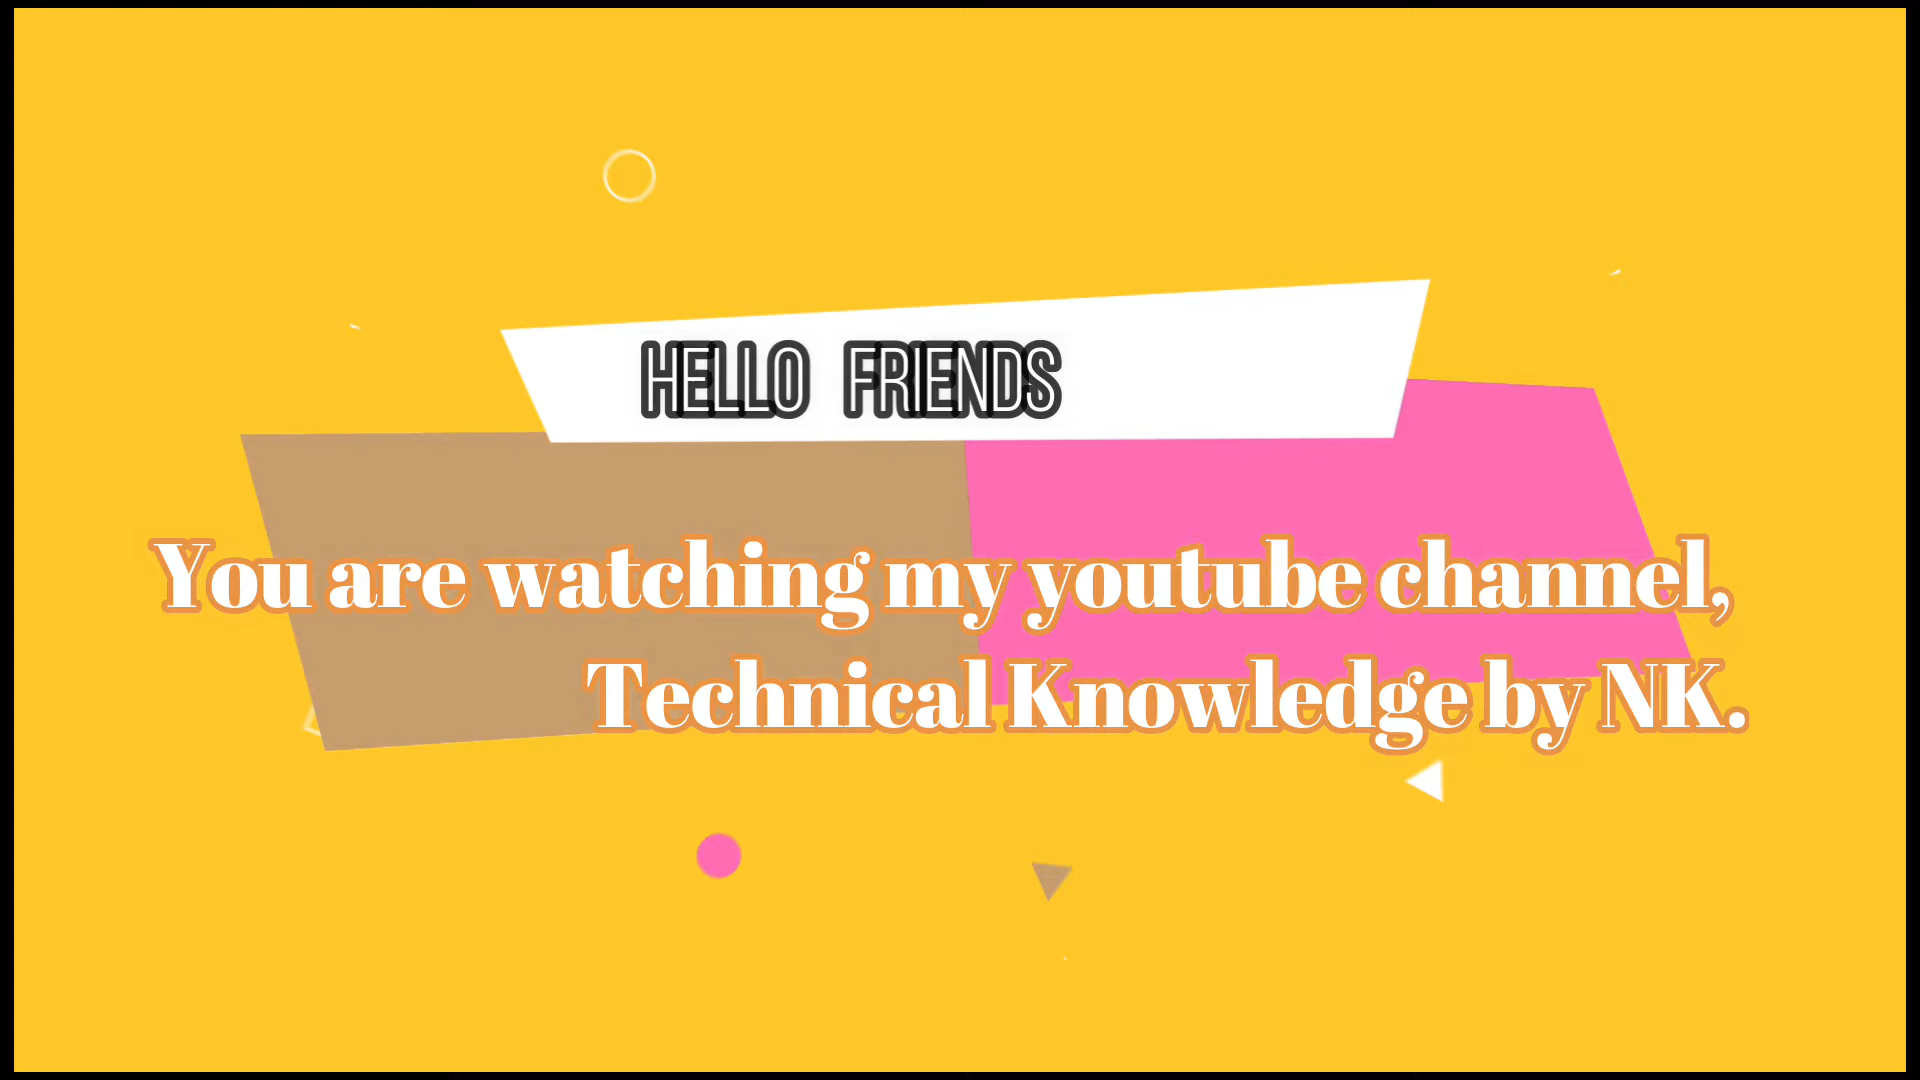 HELLO FRIENDS
You are watching my youtube channel,
Technical Knowledge by NK.